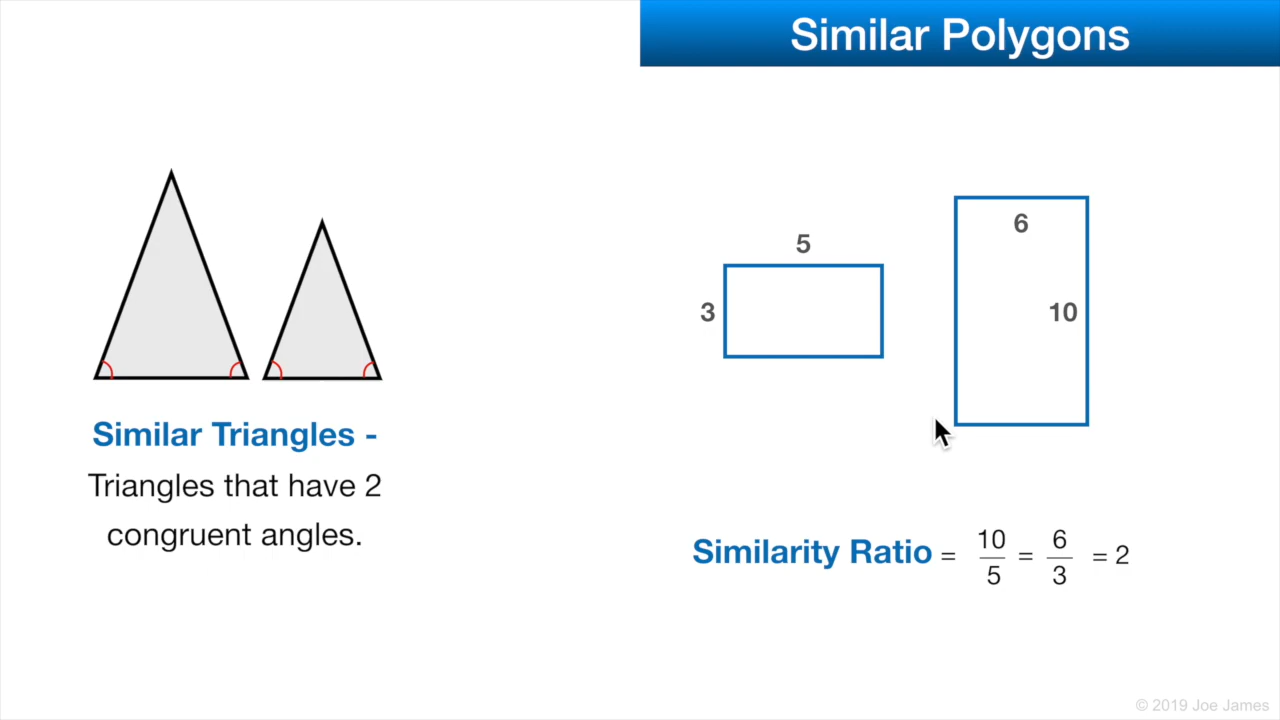 Similar Polygons
5
3
6
10
Similar Triangles -
Triangles that have 2
congruent angles.
Similarity Ratio = 10/5 = 6/3 = 2
© 2019 Joe James